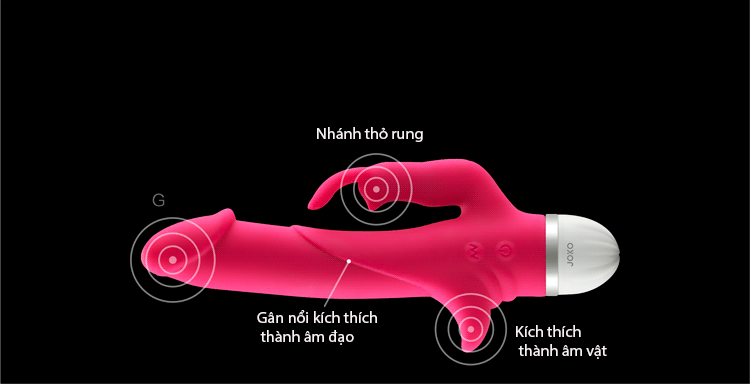 Nhánh thỏ rung
G
JOXO
Gân nổi kích thích
thành âm đạo
Kích thích
thành âm vật